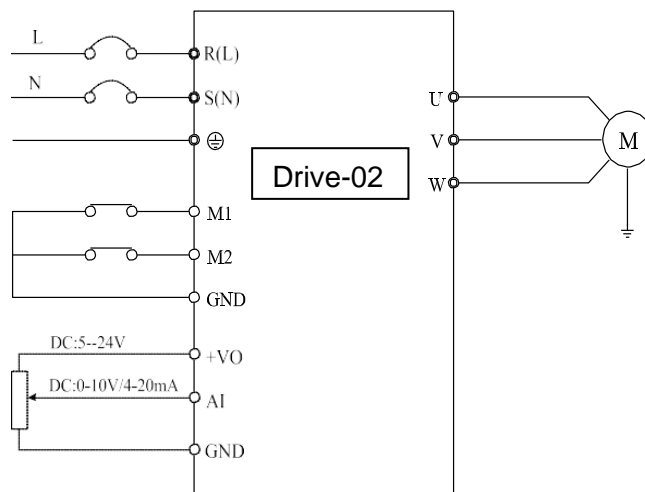 L
R(L)
N
S(N)
U
V
M
W
Drive-02
M1
M2
GND
DC:5--24V
+VO
DC:0-10V/4-20mA
AI
GND